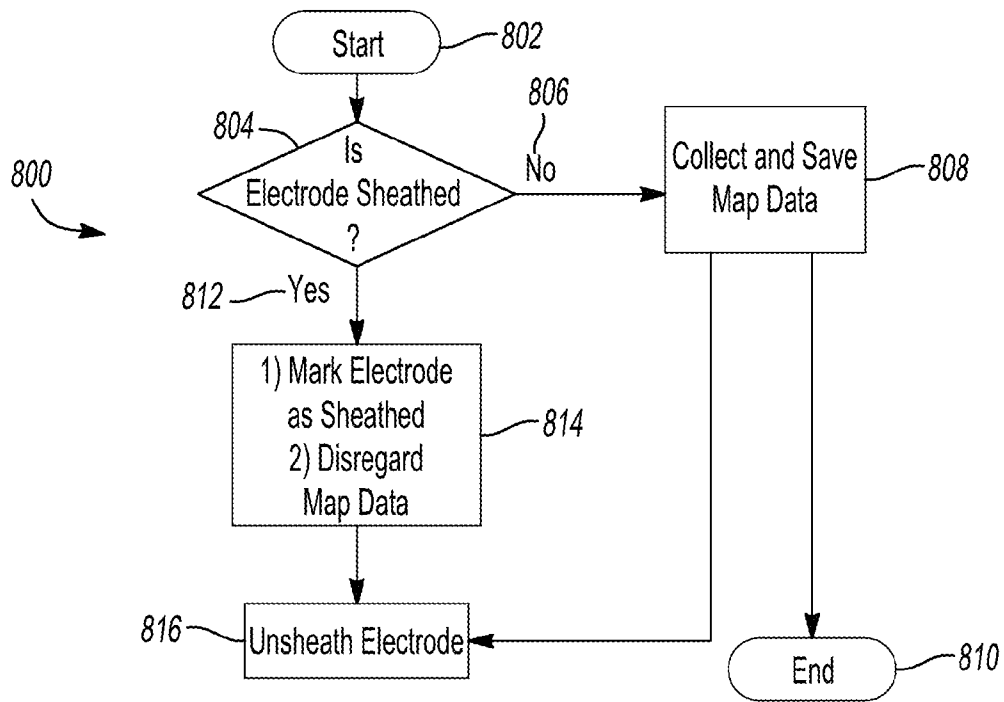 Start
802
804
Is
Electrode Sheathed
?
806
No
Collect and Save
Map Data
808
800
812
Yes
1) Mark Electrode
as Sheathed
2) Disregard
Map Data
814
816
Unsheath Electrode
End
810